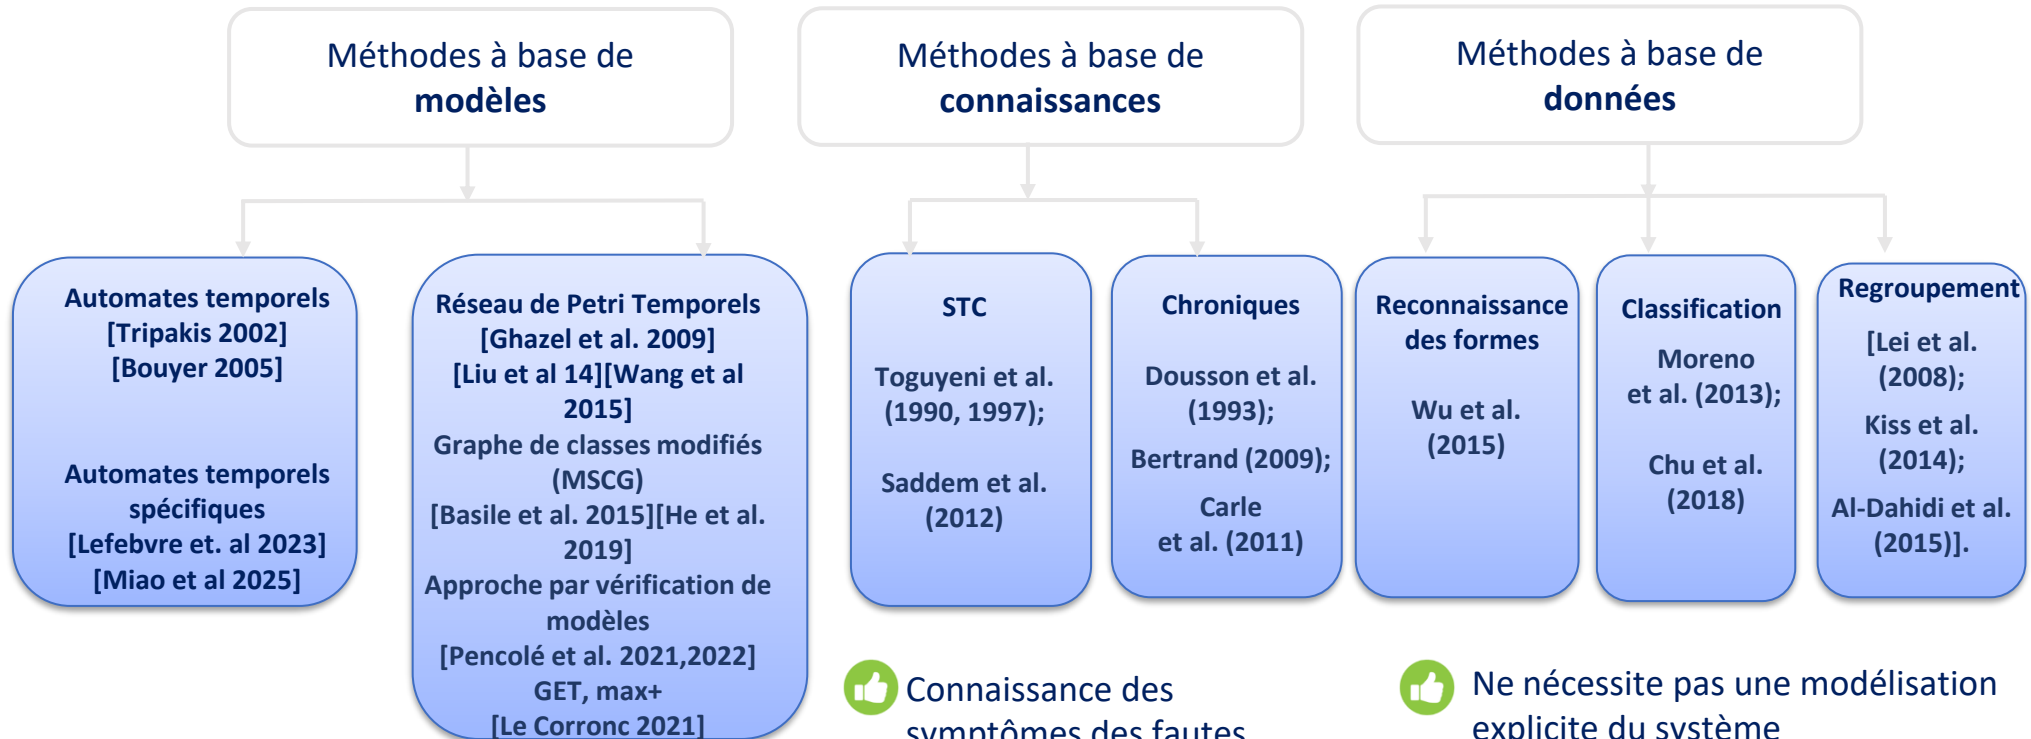 Méthodes à base de
modèles
Méthodes à base de
connaissances
Méthodes à base de
données
Automates temporels
[Tripakis 2002]
[Bouyer 2005]
Automates temporels
spécifiques
[Lefebvre et. al 2023]
[Miao et al 2025]
Réseau de Petri Temporels
[Ghazel et al. 2009]
[Liu et al 14][Wang et al
2015]
Graphe de classes modifiés
(MSCG)
[Basile et al. 2015][He et al.
2019]
Approche par vérification de
modèles
[Pencolé et al. 2021,2022]
GET, max+
[Le Corronc 2021]
STC
Toguyeni et al.
(1990, 1997);
Saddem et al.
(2012)
Chroniques
Dousson et al.
(1993);
Bertrand (2009);
Carle
et al. (2011)
Reconnaissance
des formes
Wu et al.
(2015)
Classification
Moreno
et al. (2013);
Chu et al.
(2018)
Regroupement
[Lei et al.
(2008);
Kiss et al.
(2014);
Al-Dahidi et al.
(2015)].
Connaissance des
symptômes des fautes
Ne nécessite pas une modélisation
explicite du système